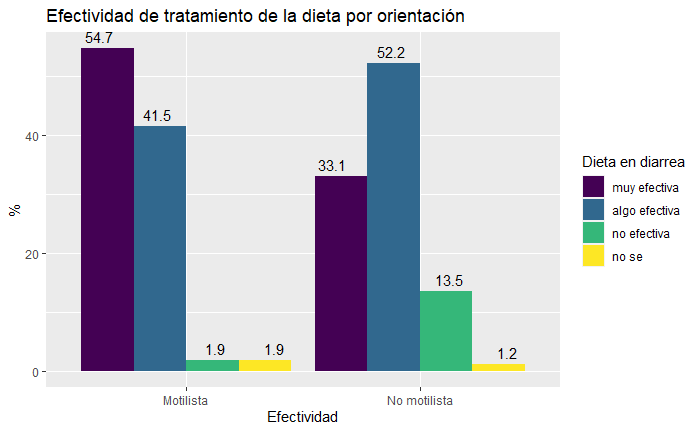 Efectividad de tratamiento de la dieta por orientación
54.7
41.5
1.9
1.9
33.1
52.2
13.5
1.2
40
20
0
%
Motilista
No motilista
Efectividad
Dieta en diarrea
muy efectiva
algo efectiva
no efectiva
no se